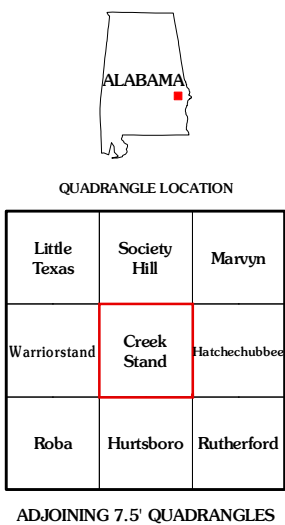 ALABAMA
QUADRANGLE LOCATION
Little
Texas
Society
Hill
Marvyn
Warriorstand
Creek
Stand
Hatchechubbee
Roba
Hurtsboro
Rutherford
ADJOINING 7.5' QUADRANGLES